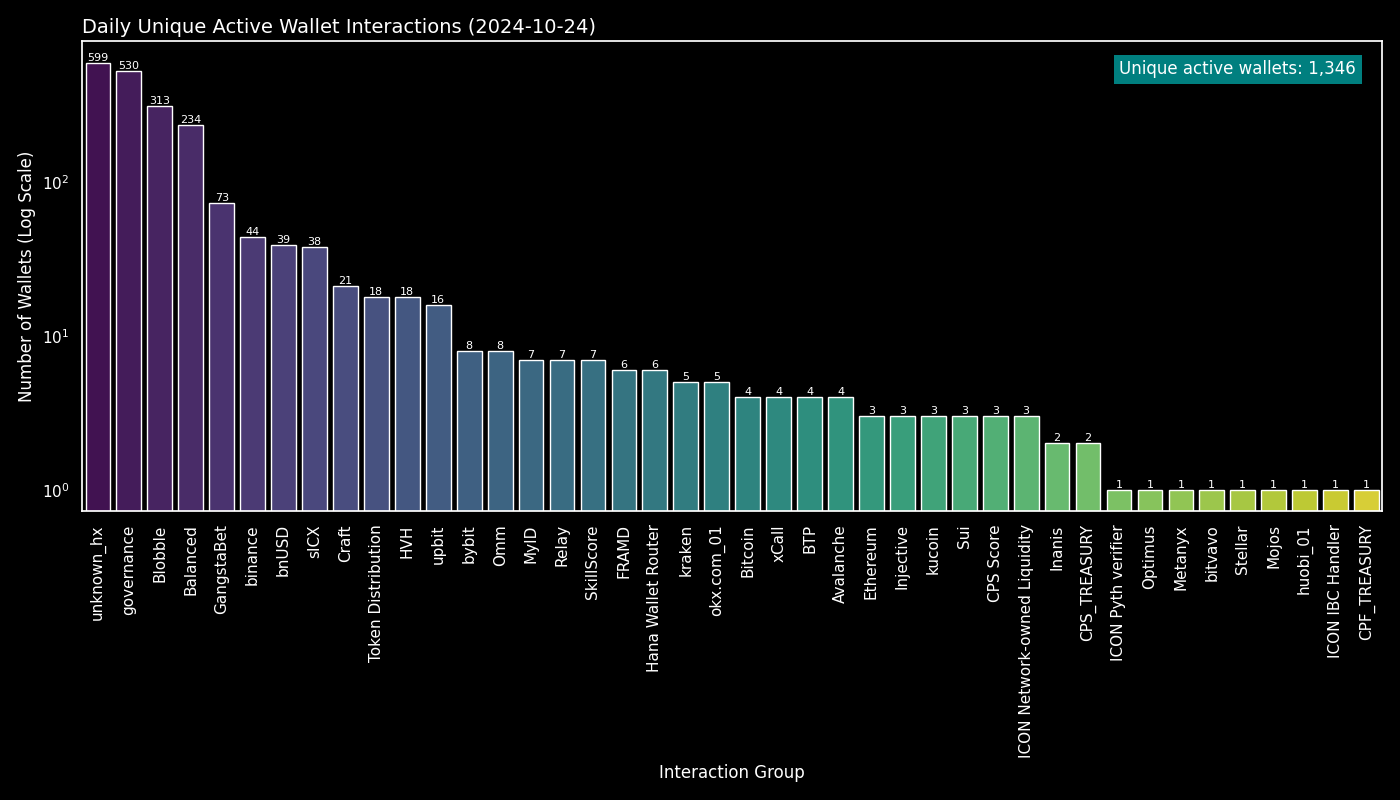 Daily Unique Active Wallet Interactions (2024-10-24)
Unique active wallets: 1,346
Number of Wallets (Log Scale)
10²
10¹
10⁰
599
530
313
234
73
44
39
38
21
18
18
16
8
8
7
7
7
6
6
5
5
4
4
4
4
3
3
3
3
3
3
2
2
1
1
1
1
1
1
1
1
1
unknown_hx
governance
Blobble
Balanced
GangstaBet
binance
bnUSD
sICX
Craft
Token Distribution
HVH
upbit
bybit
Omm
MyID
Relay
SkillScore
FRAMD
Hana Wallet Router
kraken
okx.com_01
Bitcoin
xCall
BTP
Avalanche
Ethereum
Injective
kucoin
Sui
CPS Score
ICON Network-owned Liquidity
Inanis
CPS_TREASURY
ICON Pyth verifier
Optimus
Metanyx
bitvavo
Stellar
Mojos
huobi_01
ICON IBC Handler
CPF_TREASURY
Interaction Group